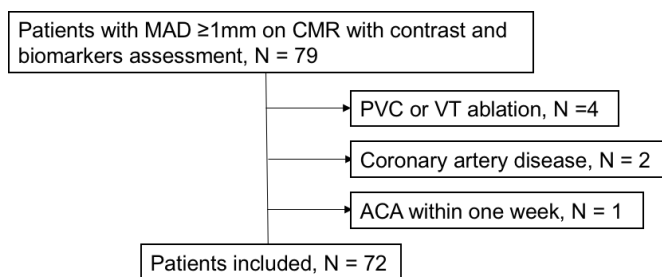 Patients with MAD ≥1mm on CMR with contrast and
biomarkers assessment, N = 79
PVC or VT ablation, N =4
Coronary artery disease, N = 2
ACA within one week, N = 1
Patients included, N = 72